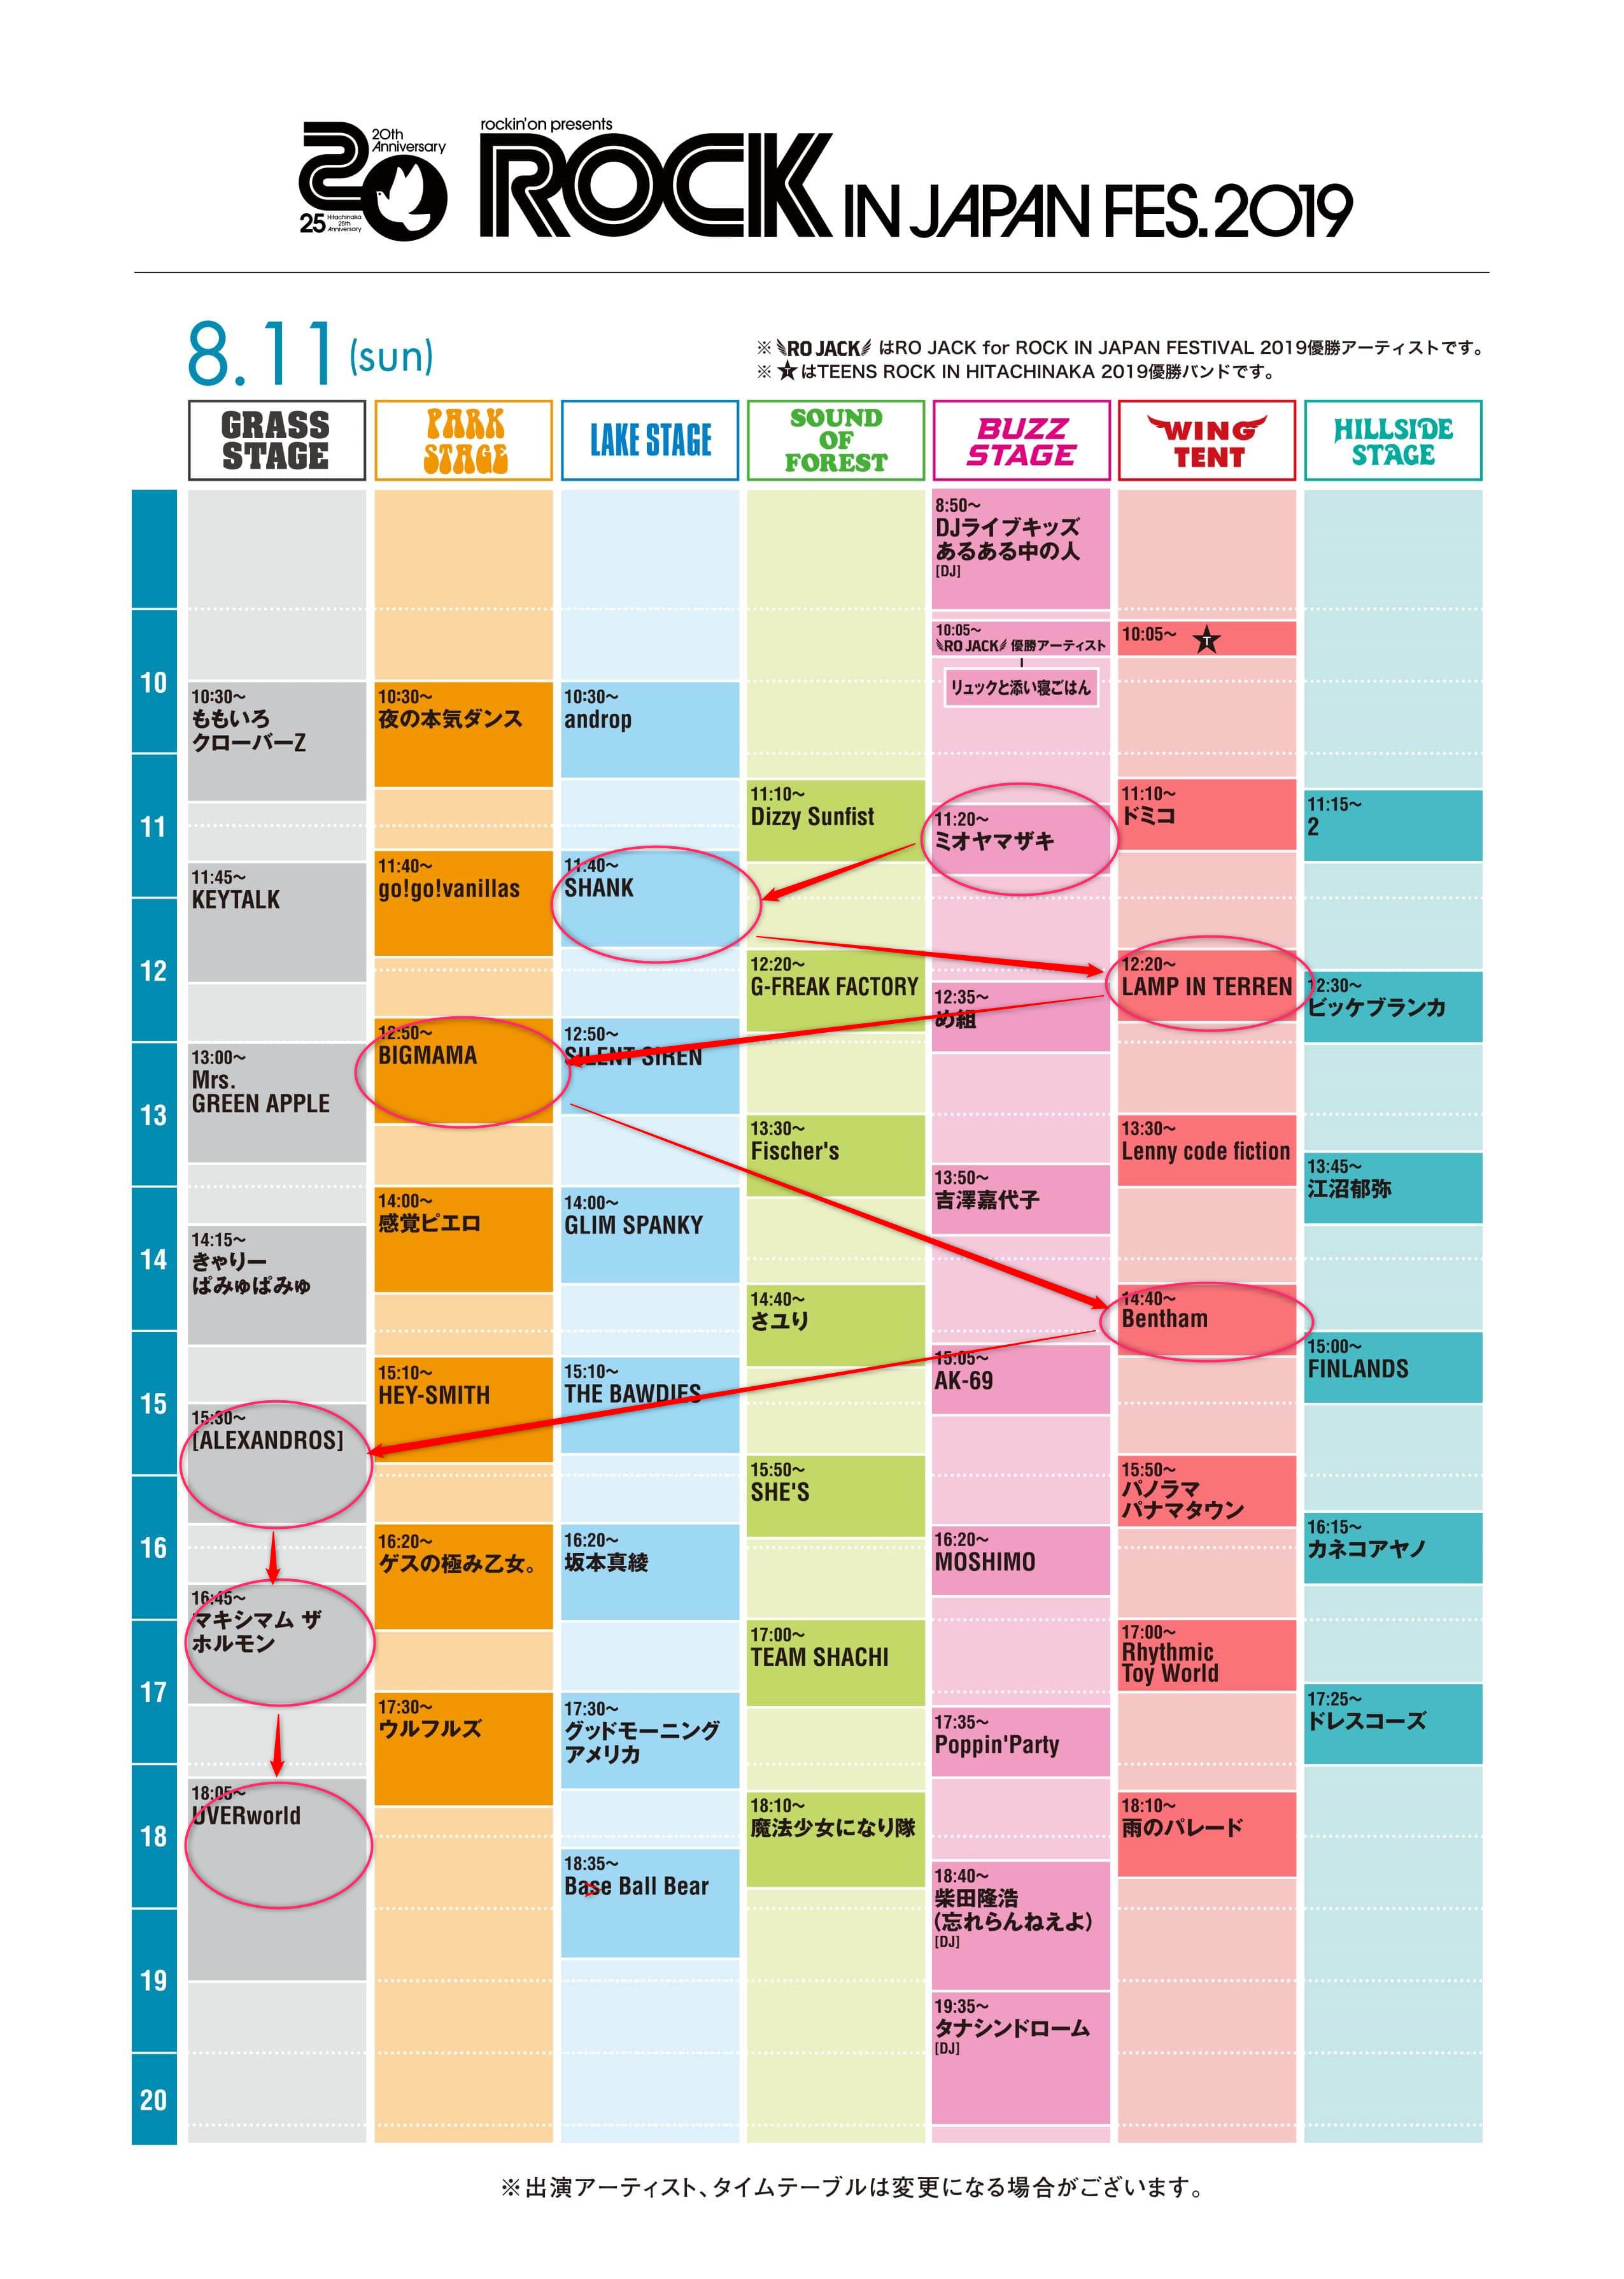 20th
Anniversary
25 Hitachinaka
25th
Anniversary
rockin'on presents
ROCK IN JAPAN FES.2019
8.11(sun)
※RO JACKはRO JACK for ROCK IN JAPAN FESTIVAL 2019優勝アーティストです。
※TはTEENS ROCK IN HITACHINAKA 2019優勝バンドです。
GRASS
STAGE
PARK
STAGE
LAKE STAGE
SOUND
OF
FOREST
BUZZ
STAGE
WING
TENT
HILLSIDE
STAGE
10
11
12
13
14
15
16
17
18
19
20
10:30〜
ももいろ
クローバーZ
11:45〜
KEYTALK
13:00〜
Mrs.
GREEN APPLE
14:15〜
きゃりー
ぱみゅぱみゅ
15:30〜
[ALEXANDROS]
16:45〜
マキシマム ザ
ホルモン
18:05〜
UVERworld
10:30〜
夜の本気ダンス
11:40〜
go!go!vanillas
12:50〜
BIGMAMA
14:00〜
感覚ピエロ
15:10〜
HEY-SMITH
16:20〜
ゲスの極み乙女。
17:30〜
ウルフルズ
10:30〜
androp
11:40〜
SHANK
12:50〜
SILENT SIREN
14:00〜
GLIM SPANKY
15:10〜
THE BAWDIES
16:20〜
坂本真綾
17:30〜
グッドモーニング
アメリカ
18:35〜
Base Ball Bear
11:10〜
Dizzy Sunfist
12:20〜
G-FREAK FACTORY
13:30〜
Fischer's
14:40〜
さユり
15:50〜
SHE'S
17:00〜
TEAM SHACHI
18:10〜
魔法少女になり隊
8:50〜
DJライブキッズ
あるある中の人
[DJ]
10:05〜
RO JACK 優勝アーティスト
リュックと添い寝ごはん
11:20〜
ミオヤマザキ
12:35〜
め組
13:50〜
吉澤嘉代子
15:05〜
AK-69
16:20〜
MOSHIMO
17:35〜
Poppin'Party
18:40〜
柴田隆浩
(忘れらんねえよ)
[DJ]
19:35〜
タナシンドローム
[DJ]
10:05〜 T
11:10〜
ドミコ
12:20〜
LAMP IN TERREN
13:30〜
Lenny code fiction
14:40〜
Bentham
15:50〜
パノラマ
パナマタウン
17:00〜
Rhythmic
Toy World
18:10〜
雨のパレード
11:15〜
2
12:30〜
ビッケブランカ
13:45〜
江沼郁弥
15:00〜
FINLANDS
16:15〜
カネコアヤノ
17:25〜
ドレスコーズ
※出演アーティスト、タイムテーブルは変更になる場合がございます。